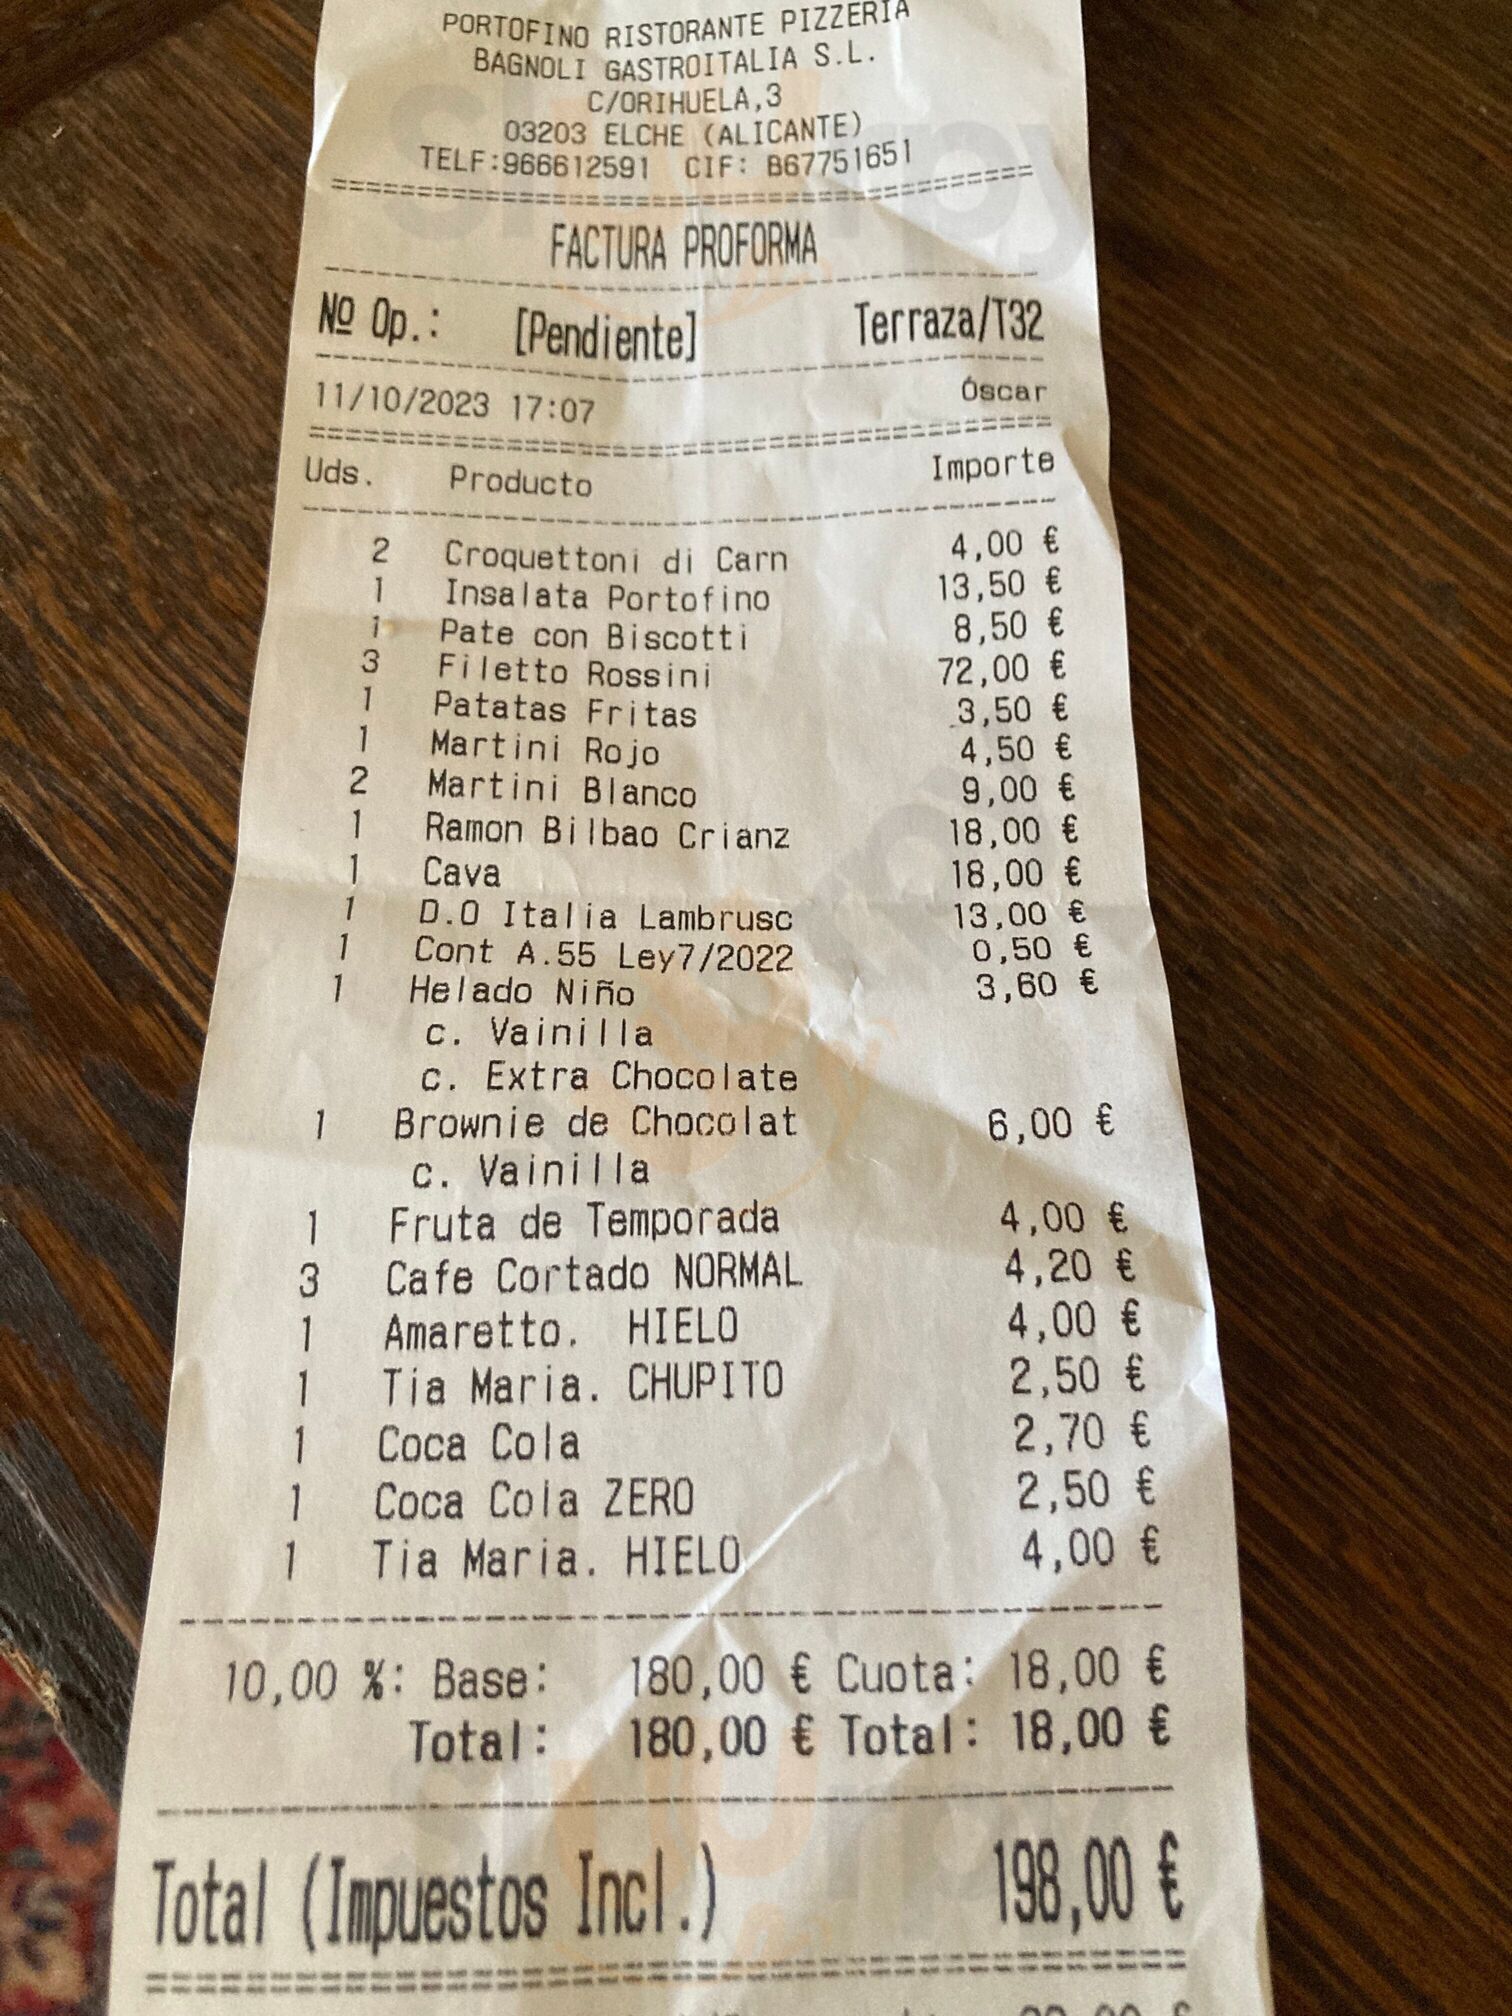 PORTOFINO RISTORANTE PIZZERIA
BAGNOLI GASTROITALIA S.L.
C/ORIHUELA,3
03203 ELCHE (ALICANTE)
TELF:966612591 CIF: B67751651
FACTURA PROFORMA
Nº Op.: [Pendiente] Terraza/T32
11/10/2023 17:07 Óscar
Uds. Producto Importe
2 Croquettoni di Carn 4,00 €
1 Insalata Portofino 13,50 €
1 Pate con Biscotti 8,50 €
3 Filetto Rossini 72,00 €
1 Patatas Fritas 3,50 €
1 Martini Rojo 4,50 €
2 Martini Blanco 9,00 €
1 Ramon Bilbao Crianz 18,00 €
1 Cava 18,00 €
1 D.O Italia Lambrusc 13,00 €
1 Cont A.55 Ley7/2022 0,50 €
1 Helado Niño 3,60 €
c. Vainilla
c. Extra Chocolate
1 Brownie de Chocolat 6,00 €
c. Vainilla
1 Fruta de Temporada 4,00 €
3 Cafe Cortado NORMAL 4,20 €
1 Amaretto. HIELO 4,00 €
1 Tia Maria. CHUPITO 2,50 €
1 Coca Cola 2,70 €
1 Coca Cola ZERO 2,50 €
1 Tia Maria. HIELO 4,00 €
10,00 %: Base: 180,00 € Cuota: 18,00 €
Total: 180,00 € Total: 18,00 €
Total (Impuestos Incl.) 198,00 €